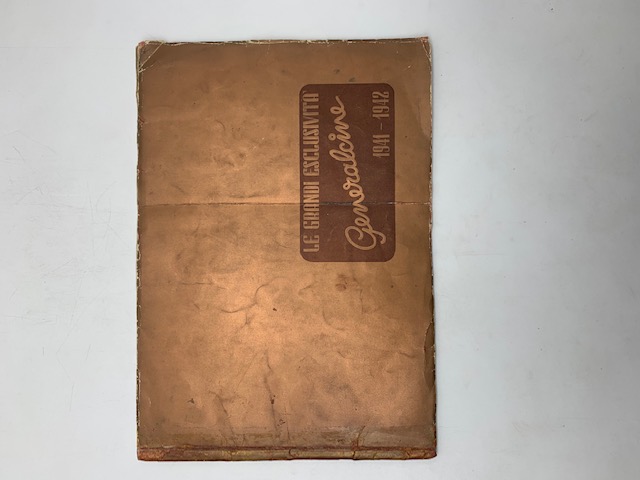 LE GRANDI ESCLUSIVITÀ
Generalcine
1941-1942